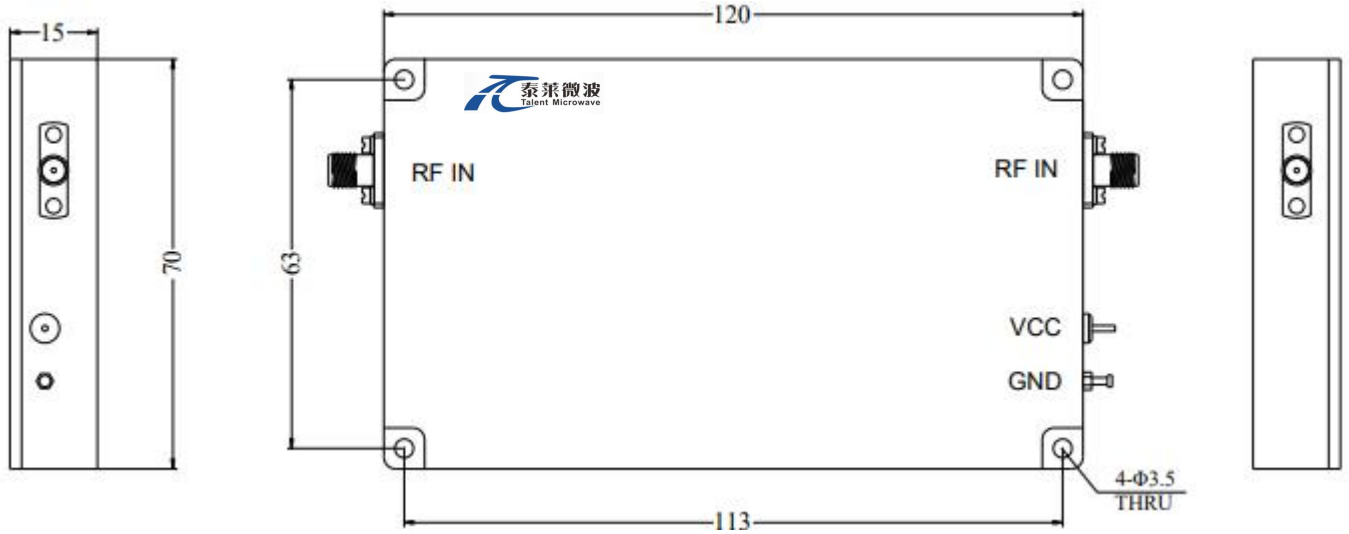 120
15
泰莱微波
Talent Microwave
RF IN
RF IN
70
63
VCC
GND
4-Φ3.5
THRU
113